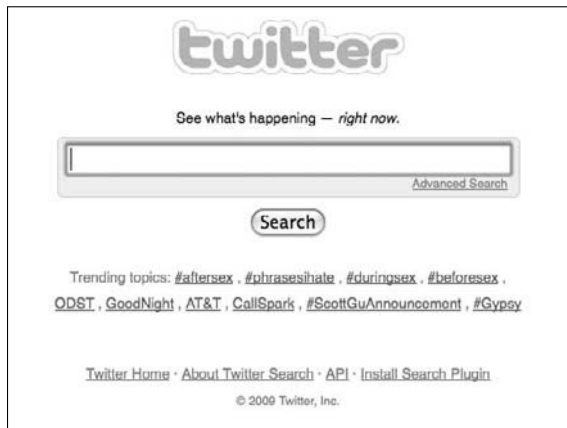 twitter
See what's happening — right now.
Advanced Search
Search
Trending topics: #aftersex , #phrasesihate , #duringsex , #beforesex ,
ODST , GoodNight , AT&T , CallSpark , #ScottGuAnnouncement , #Gypsy
Twitter Home · About Twitter Search · API · Install Search Plugin
© 2009 Twitter, Inc.